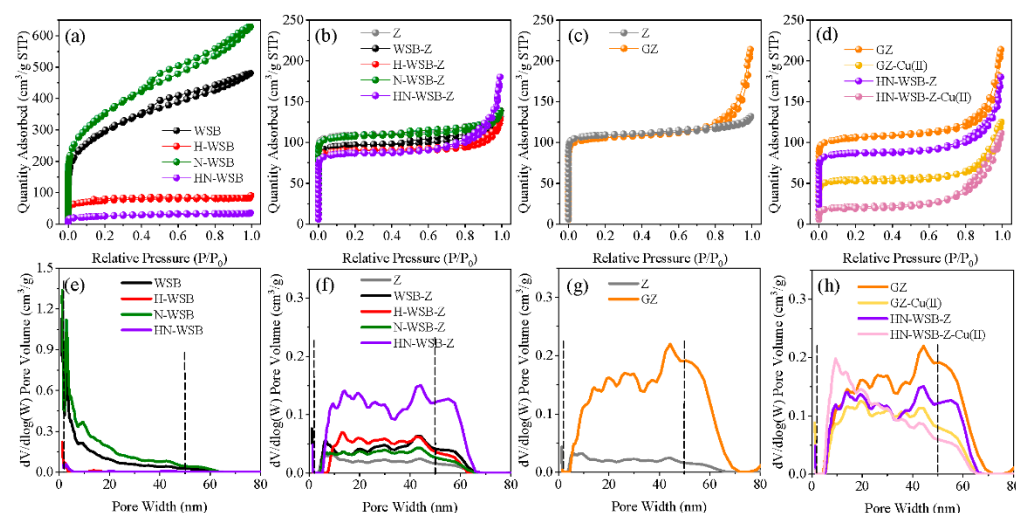 (a)
Quantity Adsorbed (cm³/g STP)
600
500
400
300
200
100
0
WSB
H-WSB
N-WSB
HN-WSB
0.0 0.2 0.4 0.6 0.8 1.0
Relative Pressure (P/P₀)
(b)
Quantity Adsorbed (cm³/g STP)
250
200
150
100
50
0
Z
WSB-Z
H-WSB-Z
N-WSB-Z
HN-WSB-Z
0.0 0.2 0.4 0.6 0.8 1.0
Relative Pressure (P/P₀)
(c)
Quantity Adsorbed (cm³/g STP)
250
200
150
100
50
0
Z
GZ
0.0 0.2 0.4 0.6 0.8 1.0
Relative Pressure (P/P₀)
(d)
Quantity Adsorbed (cm³/g STP)
250
200
150
100
50
0
GZ
GZ-Cu(II)
HN-WSB-Z
HN-WSB-Z-Cu(II)
0.0 0.2 0.4 0.6 0.8 1.0
Relative Pressure (P/P₀)
(e)
dV/dlog(W) Pore Volume (cm³/g)
1.5
1.2
0.9
0.6
0.3
0.0
WSB
H-WSB
N-WSB
HN-WSB
0 20 40 60 80
Pore Width (nm)
(f)
dV/dlog(W) Pore Volume (cm³/g)
0.3
0.2
0.1
0.0
Z
WSB-Z
H-WSB-Z
N-WSB-Z
HN-WSB-Z
0 20 40 60 80
Pore Width (nm)
(g)
dV/dlog(W) Pore Volume (cm³/g)
0.3
0.2
0.1
0.0
Z
GZ
0 20 40 60 80
Pore Width (nm)
(h)
dV/dlog(W) Pore Volume (cm³/g)
0.3
0.2
0.1
0.0
GZ
GZ-Cu(II)
HN-WSB-Z
HN-WSB-Z-Cu(II)
0 20 40 60 80
Pore Width (nm)